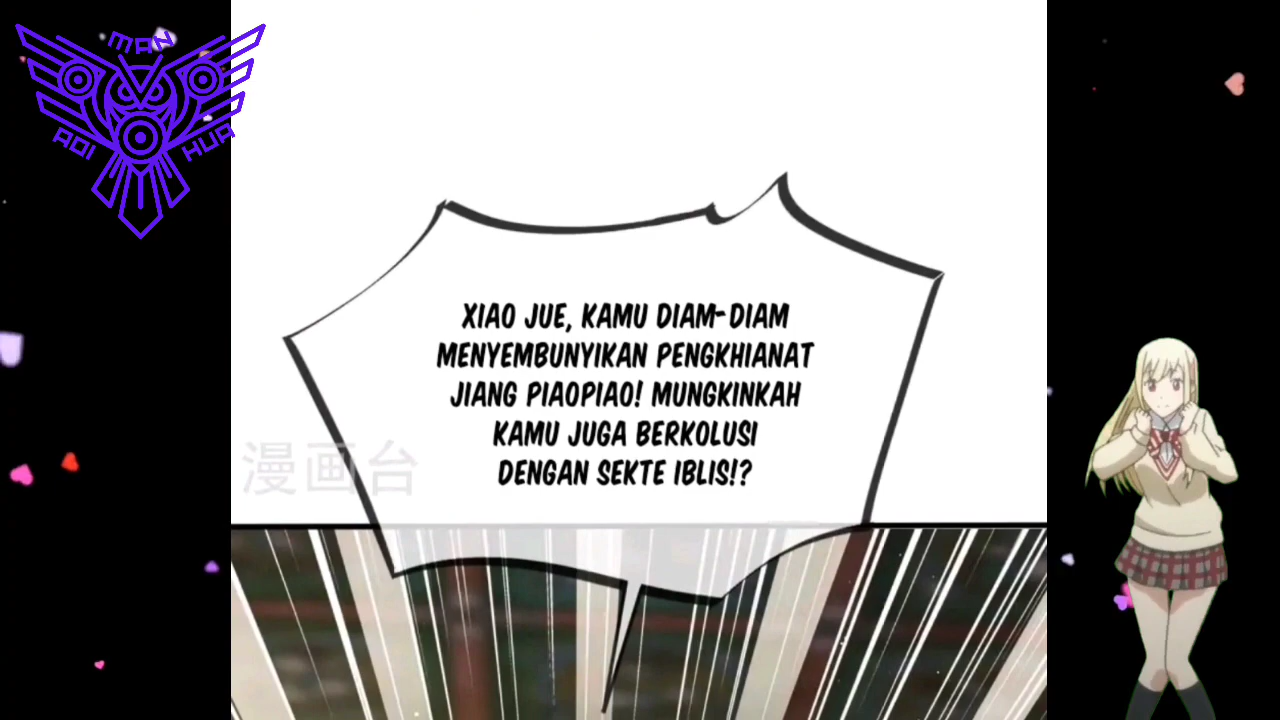 MAN
AOI HUA
XIAO JUE, KAMU DIAM-DIAM
MENYEMBUNYIKAN PENGKHIANAT
JIANG PIAOPIAO! MUNGKINKAH
KAMU JUGA BERKOLUSI
DENGAN SEKTE IBLIS!?
漫画台